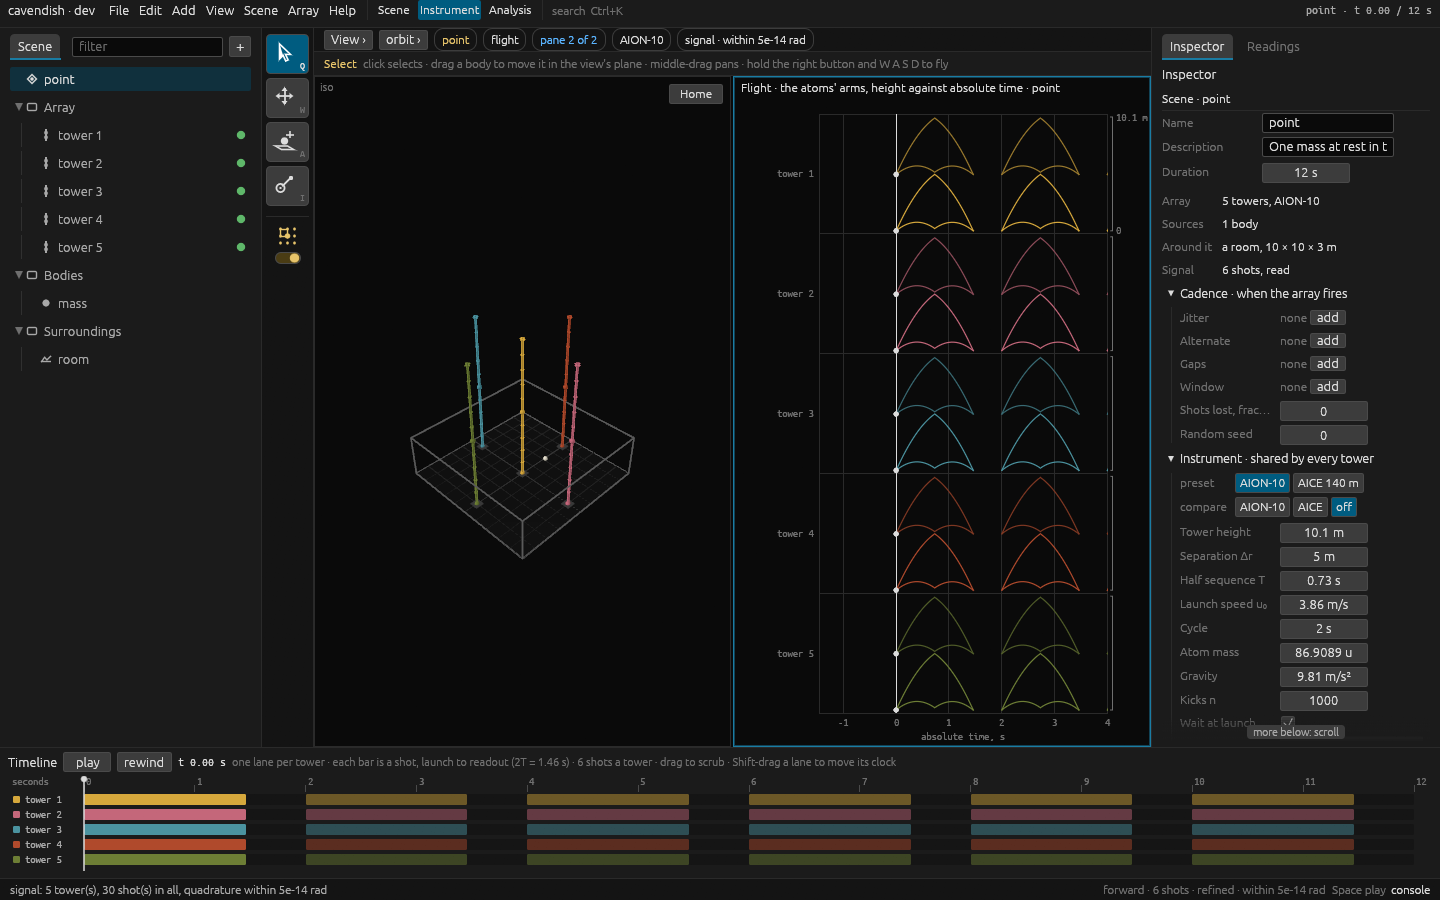 cavendish · dev File Edit Add View Scene Array Help Scene Instrument Analysis search Ctrl+K point · t 0.00 / 12 s
Scene filter +
point
Array
tower 1
tower 2
tower 3
tower 4
tower 5
Bodies
mass
Surroundings
room
Q
W
A
I
View › orbit › point flight pane 2 of 2 AION-10 signal · within 5e-14 rad
Select click selects · drag a body to move it in the view's plane · middle-drag pans · hold the right button and W A S D to fly
iso
Home
Flight · the atoms' arms, height against absolute time · point
10.1 m
tower 1
0
tower 2
tower 3
tower 4
tower 5
-1 0 1 2 3 4
absolute time, s
Inspector Readings
Inspector
Scene · point
Name point
Description One mass at rest in t
Duration 12 s
Array 5 towers, AION-10
Sources 1 body
Around it a room, 10 × 10 × 3 m
Signal 6 shots, read
Cadence · when the array fires
Jitter none add
Alternate none add
Gaps none add
Window none add
Shots lost, frac… 0
Random seed 0
Instrument · shared by every tower
preset AION-10 AICE 140 m
compare AION-10 AICE off
Tower height 10.1 m
Separation Δr 5 m
Half sequence T 0.73 s
Launch speed u₀ 3.86 m/s
Cycle 2 s
Atom mass 86.9089 u
Gravity 9.81 m/s²
Kicks n 1000
Wait at launch
more below: scroll
Timeline play rewind t 0.00 s one lane per tower · each bar is a shot, launch to readout (2T = 1.46 s) · 6 shots a tower · drag to scrub · Shift-drag a lane to move its clock
seconds 0 1 2 3 4 5 6 7 8 9 10 11 12
tower 1
tower 2
tower 3
tower 4
tower 5
signal: 5 tower(s), 30 shot(s) in all, quadrature within 5e-14 rad forward · 6 shots · refined · within 5e-14 rad Space play console